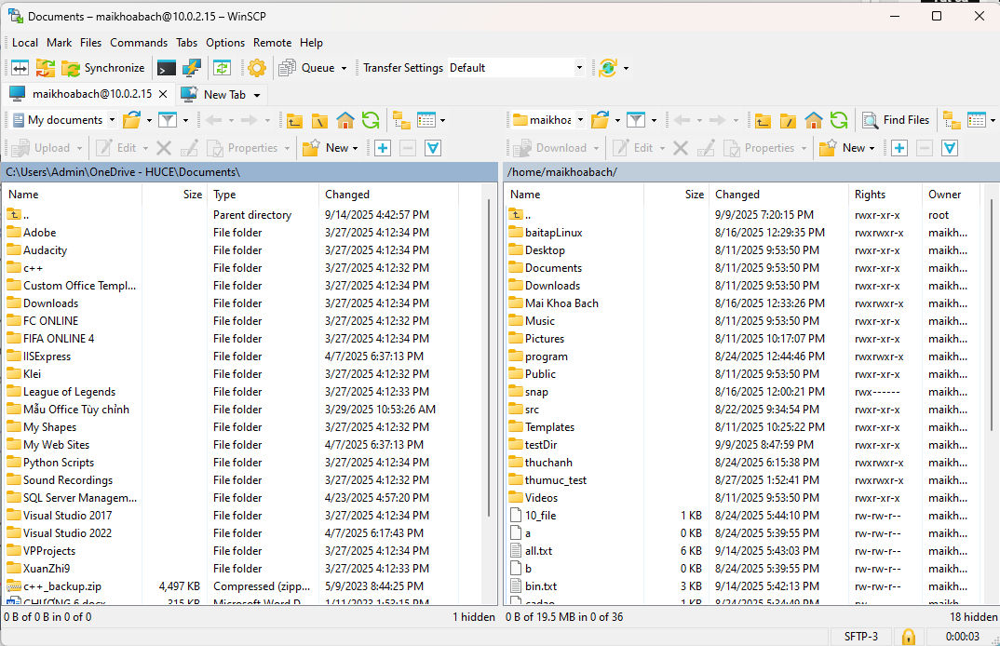 Documents – maikhoabach@10.0.2.15 – WinSCP
Local Mark Files Commands Tabs Options Remote Help
Synchronize Queue Transfer Settings Default
maikhoabach@10.0.2.15 New Tab
My documents
Upload Edit Properties New
C:\Users\Admin\OneDrive - HUCE\Documents\
Name Size Type Changed
.. Parent directory 9/14/2025 4:42:57 PM
Adobe File folder 3/27/2025 4:12:34 PM
Audacity File folder 3/27/2025 4:12:34 PM
c++ File folder 3/27/2025 4:12:32 PM
Custom Office Templ... File folder 3/27/2025 4:12:34 PM
Downloads File folder 3/27/2025 4:12:34 PM
FC ONLINE File folder 3/27/2025 4:12:32 PM
FIFA ONLINE 4 File folder 3/27/2025 4:12:34 PM
IISExpress File folder 4/7/2025 6:37:13 PM
Klei File folder 3/27/2025 4:12:32 PM
League of Legends File folder 3/27/2025 4:12:33 PM
Mẫu Office Tùy chỉnh File folder 3/29/2025 10:53:26 AM
My Shapes File folder 3/27/2025 4:12:34 PM
My Web Sites File folder 4/7/2025 6:37:13 PM
Python Scripts File folder 3/27/2025 4:12:34 PM
Sound Recordings File folder 3/27/2025 4:12:32 PM
SQL Server Managem... File folder 4/23/2025 4:57:20 PM
Visual Studio 2017 File folder 3/27/2025 4:12:34 PM
Visual Studio 2022 File folder 4/7/2025 6:17:43 PM
VPProjects File folder 3/27/2025 4:12:34 PM
XuanZhi9 File folder 3/27/2025 4:12:33 PM
c++_backup.zip 4,497 KB Compressed (zipp... 5/9/2023 8:44:25 PM
CHƯƠNG 6.docx 315 KB Microsoft Word D... 1/11/2023 1:53:15 PM
0 B of 0 B in 0 of 0 1 hidden
maikhoa
Find Files
Download Edit Properties New
/home/maikhoabach/
Name Size Changed Rights Owner
.. 9/9/2025 7:20:15 PM rwxr-xr-x root
baitapLinux 8/16/2025 12:29:35 PM rwxrwxr-x maikh...
Desktop 8/11/2025 9:53:50 PM rwxr-xr-x maikh...
Documents 8/11/2025 9:53:50 PM rwxr-xr-x maikh...
Downloads 8/11/2025 9:53:50 PM rwxr-xr-x maikh...
Mai Khoa Bach 8/16/2025 12:33:26 PM rwxrwxr-x maikh...
Music 8/11/2025 9:53:50 PM rwxr-xr-x maikh...
Pictures 8/11/2025 10:17:07 PM rwxr-xr-x maikh...
program 8/24/2025 12:44:46 PM rwxrwxr-x maikh...
Public 8/11/2025 9:53:50 PM rwxr-xr-x maikh...
snap 8/16/2025 12:00:21 PM rwx------ maikh...
src 8/22/2025 9:34:54 PM rwxr-xr-x maikh...
Templates 8/11/2025 10:25:22 PM rwxr-xr-x maikh...
testDir 9/9/2025 8:47:59 PM rwxr-xr-x maikh...
thuchanh 8/24/2025 6:15:38 PM rwxrwxr-x maikh...
thumuc_test 8/27/2025 1:52:41 PM rwxrwxr-x maikh...
Videos 8/11/2025 9:53:50 PM rwxr-xr-x maikh...
10_file 1 KB 8/24/2025 5:44:10 PM rw-rw-r-- maikh...
a 0 KB 8/24/2025 5:39:55 PM rw-rw-r-- maikh...
all.txt 6 KB 9/14/2025 5:43:03 PM rw-rw-r-- maikh...
b 0 KB 8/24/2025 5:39:55 PM rw-rw-r-- maikh...
bin.txt 3 KB 9/14/2025 5:42:13 PM rw-rw-r-- maikh...
cadao 1 KB 8/24/2025 5:34:49 PM
0 B of 19.5 MB in 0 of 36 18 hidden
SFTP-3 0:00:03